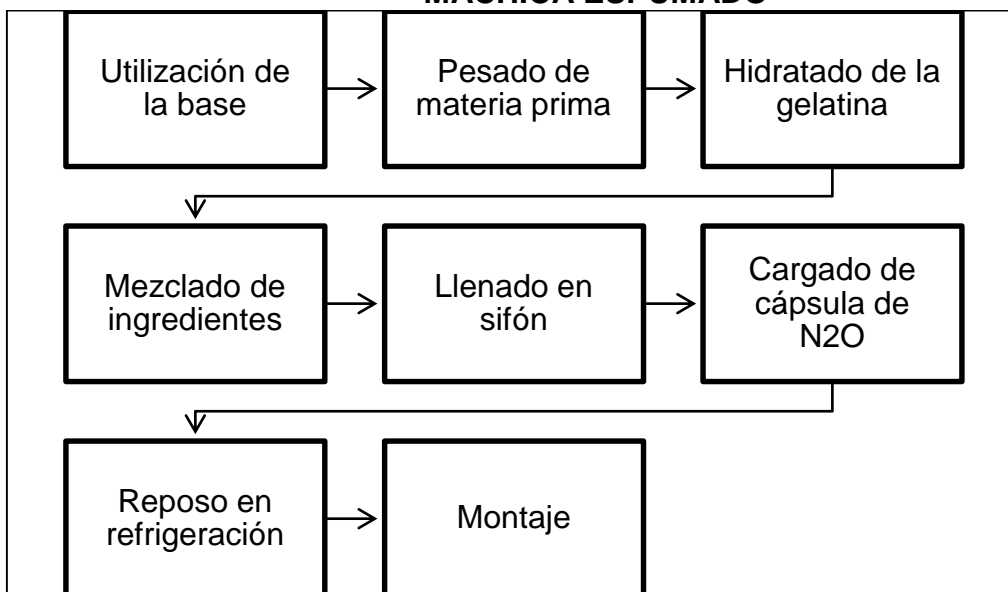 Utilización de
la base
Pesado de
materia prima
Hidratado de la
gelatina
Mezclado de
ingredientes
Llenado en
sifón
Cargado de
cápsula de
N2O
Reposo en
refrigeración
Montaje